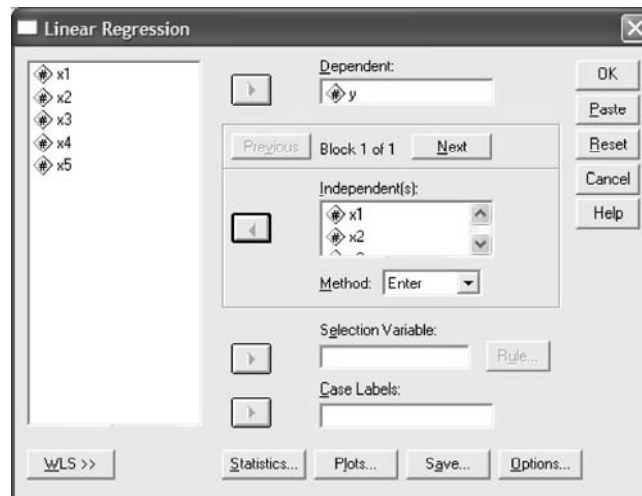 Linear Regression
# x1
# x2
# x3
# x4
# x5
Dependent:
# y
Previous
Block 1 of 1
Next
Independent(s):
# x1
# x2
Method:
Enter
Selection Variable:
Rule...
Case Labels:
OK
Paste
Reset
Cancel
Help
WLS >>
Statistics...
Plots...
Save...
Options...